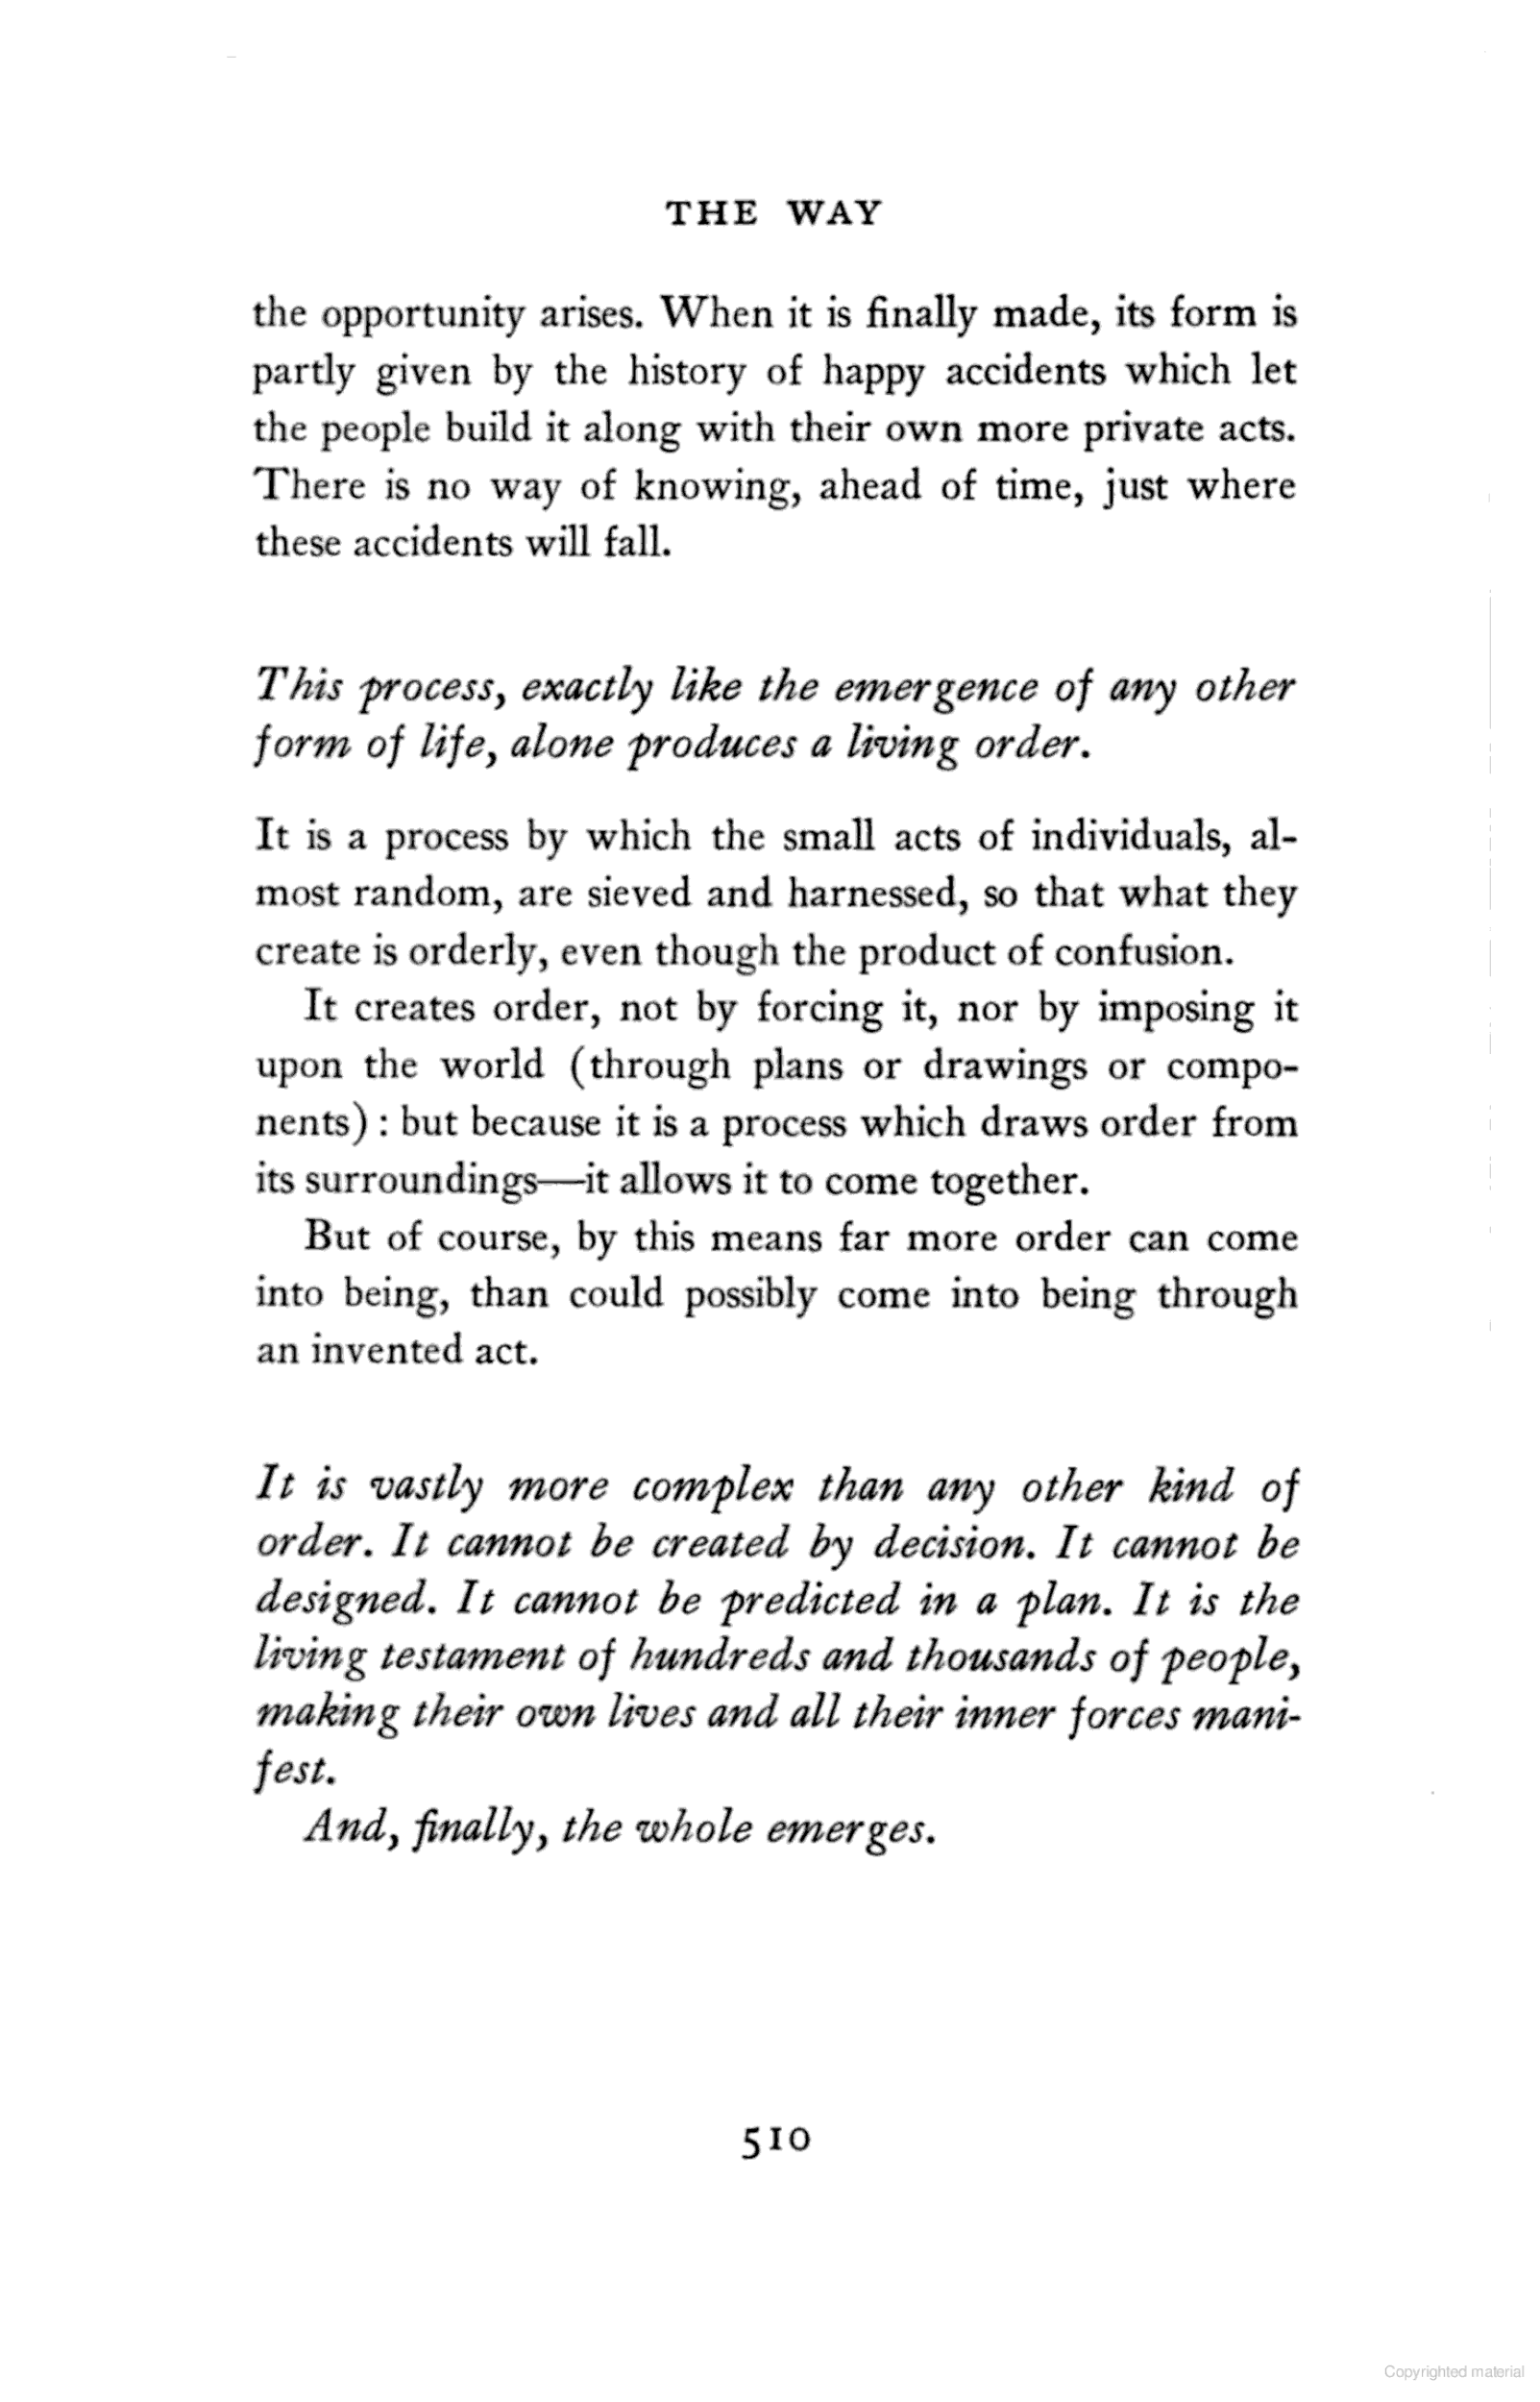 THE WAY
the opportunity arises. When it is finally made, its form is
partly given by the history of happy accidents which let
the people build it along with their own more private acts.
There is no way of knowing, ahead of time, just where
these accidents will fall.
This process, exactly like the emergence of any other
form of life, alone produces a living order.
It is a process by which the small acts of individuals, al-
most random, are sieved and harnessed, so that what they
create is orderly, even though the product of confusion.
It creates order, not by forcing it, nor by imposing it
upon the world (through plans or drawings or compo-
nents) : but because it is a process which draws order from
its surroundings—it allows it to come together.
But of course, by this means far more order can come
into being, than could possibly come into being through
an invented act.
It is vastly more complex than any other kind of
order. It cannot be created by decision. It cannot be
designed. It cannot be predicted in a plan. It is the
living testament of hundreds and thousands of people,
making their own lives and all their inner forces mani-
fest.
And, finally, the whole emerges.
510
Copyrighted material